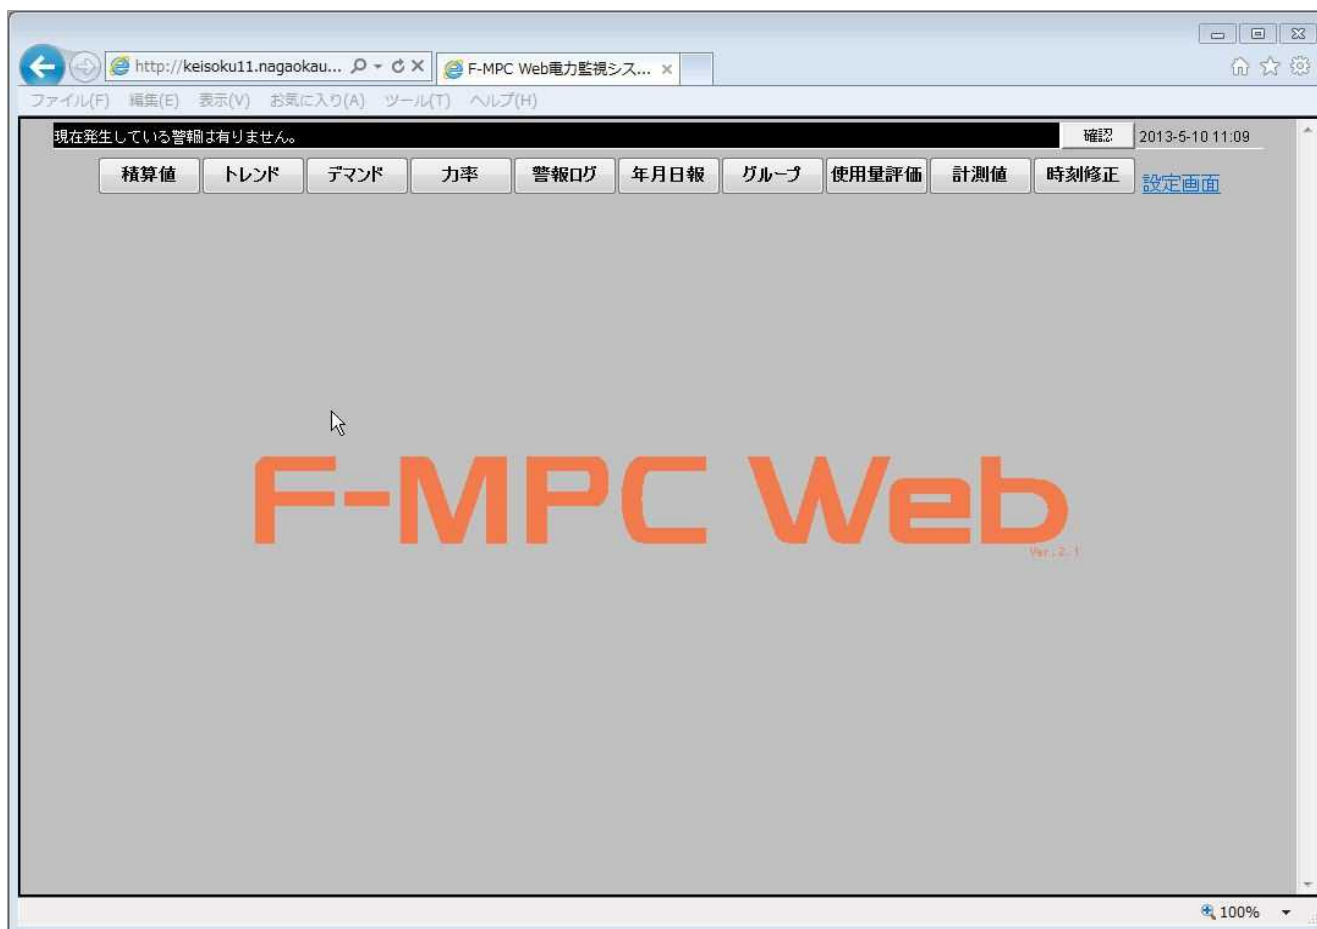 http://keisoku11.nagaokau...
F-MPC Web電力監視シス...
ファイル(F) 編集(E) 表示(V) お気に入り(A) ツール(T) ヘルプ(H)
現在発生している警報は有りません。 確認 2013-5-10 11:09
積算値 トレンド デマンド 力率 警報ログ 年月日報 グループ 使用量評価 計測値 時刻修正 設定画面
F-MPC Web
Ver.2.1
100%